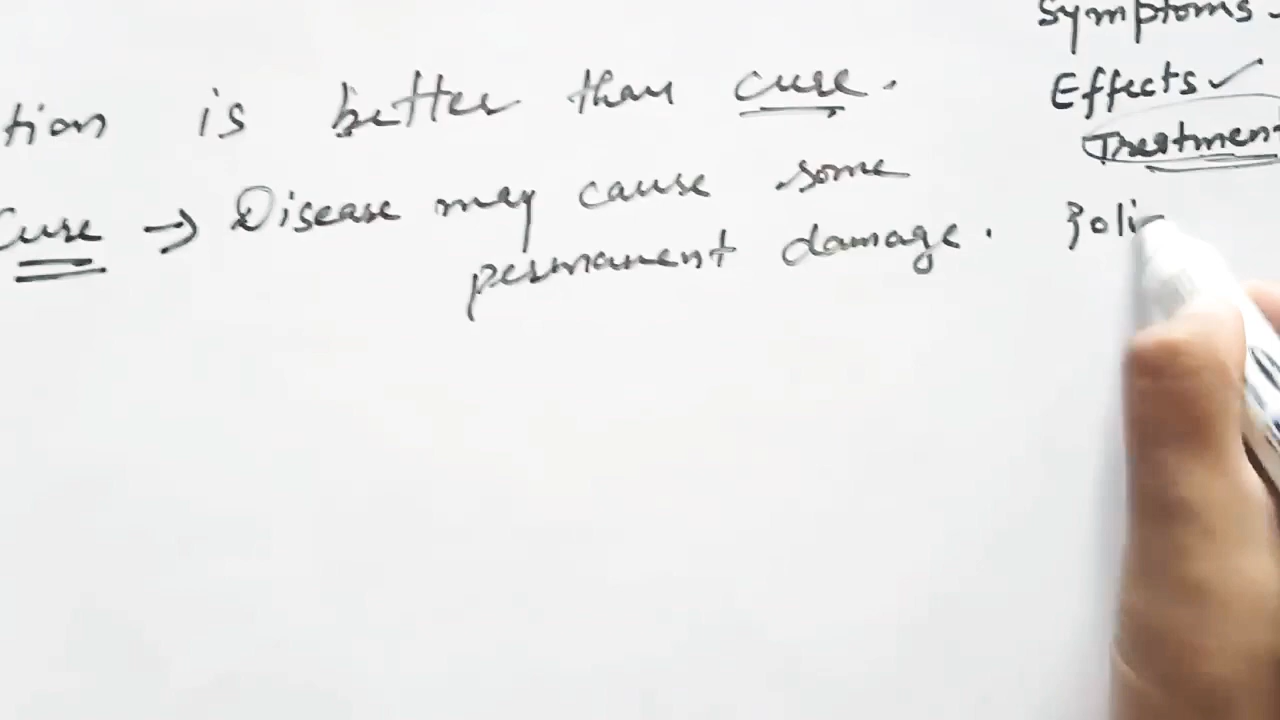 tion is better than cure.
Cure → Disease may cause some
permanent damage.
Symptoms
Effects ✓
Treatment
Poli